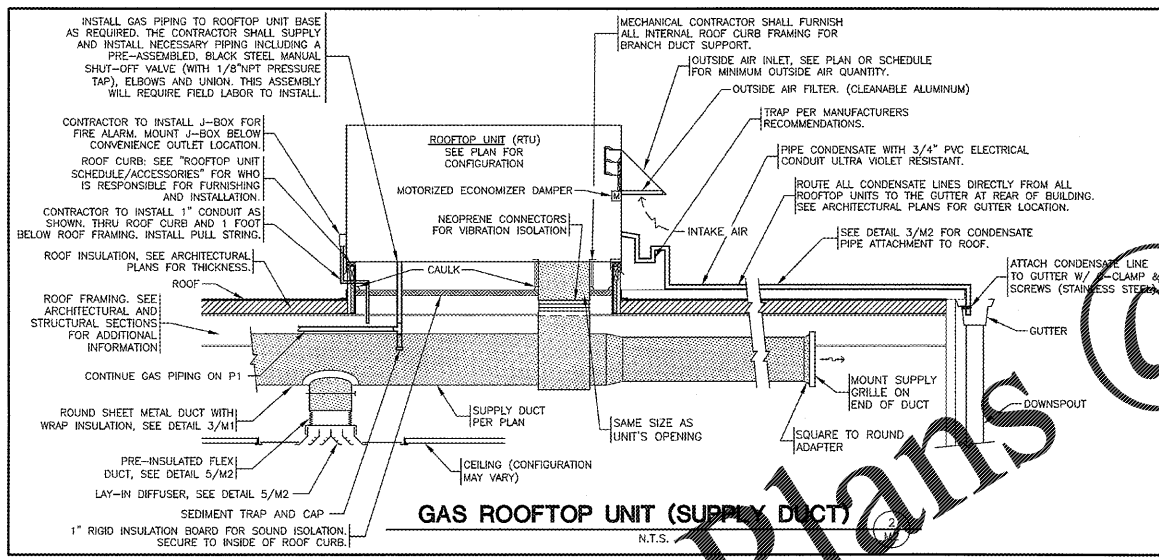 INSTALL GAS PIPING TO ROOFTOP UNIT BASE
AS REQUIRED. THE CONTRACTOR SHALL SUPPLY
AND INSTALL NECESSARY PIPING INCLUDING A
PRE-ASSEMBLED, BLACK STEEL MANUAL
SHUT-OFF VALVE (WITH 1/8"NPT PRESSURE
TAP), ELBOWS AND UNION. THIS ASSEMBLY
WILL REQUIRE FIELD LABOR TO INSTALL.
CONTRACTOR TO INSTALL J-BOX FOR
FIRE ALARM. MOUNT J-BOX BELOW
CONVENIENCE OUTLET LOCATION.
ROOF CURB: SEE "ROOFTOP UNIT
SCHEDULE/ACCESSORIES" FOR WHO
IS RESPONSIBLE FOR FURNISHING
AND INSTALLATION.
CONTRACTOR TO INSTALL 1" CONDUIT AS
SHOWN. THRU ROOF CURB AND 1 FOOT
BELOW ROOF FRAMING. INSTALL PULL STRING.
ROOF INSULATION, SEE ARCHITECTURAL
PLANS FOR THICKNESS.
ROOF
ROOF FRAMING. SEE
ARCHITECTURAL AND
STRUCTURAL SECTIONS
FOR ADDITIONAL
INFORMATION
CONTINUE GAS PIPING ON P1
ROUND SHEET METAL DUCT WITH
WRAP INSULATION, SEE DETAIL 3/M1
PRE-INSULATED FLEX
DUCT, SEE DETAIL 5/M2
LAY-IN DIFFUSER, SEE DETAIL 5/M2
SEDIMENT TRAP AND CAP
1" RIGID INSULATION BOARD FOR SOUND ISOLATION.
SECURE TO INSIDE OF ROOF CURB.
ROOFTOP UNIT (RTU)
SEE PLAN FOR
CONFIGURATION
MOTORIZED ECONOMIZER DAMPER
M
NEOPRENE CONNECTORS
FOR VIBRATION ISOLATION
CAULK
SUPPLY DUCT
PER PLAN
CEILING (CONFIGURATION
MAY VARY)
SAME SIZE AS
UNIT'S OPENING
MECHANICAL CONTRACTOR SHALL FURNISH
ALL INTERNAL ROOF CURB FRAMING FOR
BRANCH DUCT SUPPORT.
OUTSIDE AIR INLET, SEE PLAN OR SCHEDULE
FOR MINIMUM OUTSIDE AIR QUANTITY.
OUTSIDE AIR FILTER. (CLEANABLE ALUMINUM)
TRAP PER MANUFACTURERS
RECOMMENDATIONS.
PIPE CONDENSATE WITH 3/4" PVC ELECTRICAL
CONDUIT ULTRA VIOLET RESISTANT.
ROUTE ALL CONDENSATE LINES DIRECTLY FROM ALL
ROOFTOP UNITS TO THE GUTTER AT REAR OF BUILDING.
SEE ARCHITECTURAL PLANS FOR GUTTER LOCATION.
INTAKE AIR
SEE DETAIL 3/M2 FOR CONDENSATE
PIPE ATTACHMENT TO ROOF.
ATTACH CONDENSATE LINE
TO GUTTER W/ C-CLAMP &
SCREWS (STAINLESS STEEL)
GUTTER
MOUNT SUPPLY
GRILLE ON
END OF DUCT
DOWNSPOUT
SQUARE TO ROUND
ADAPTER
GAS ROOFTOP UNIT (SUPPLY DUCT)
N.T.S.
2
Plans ©